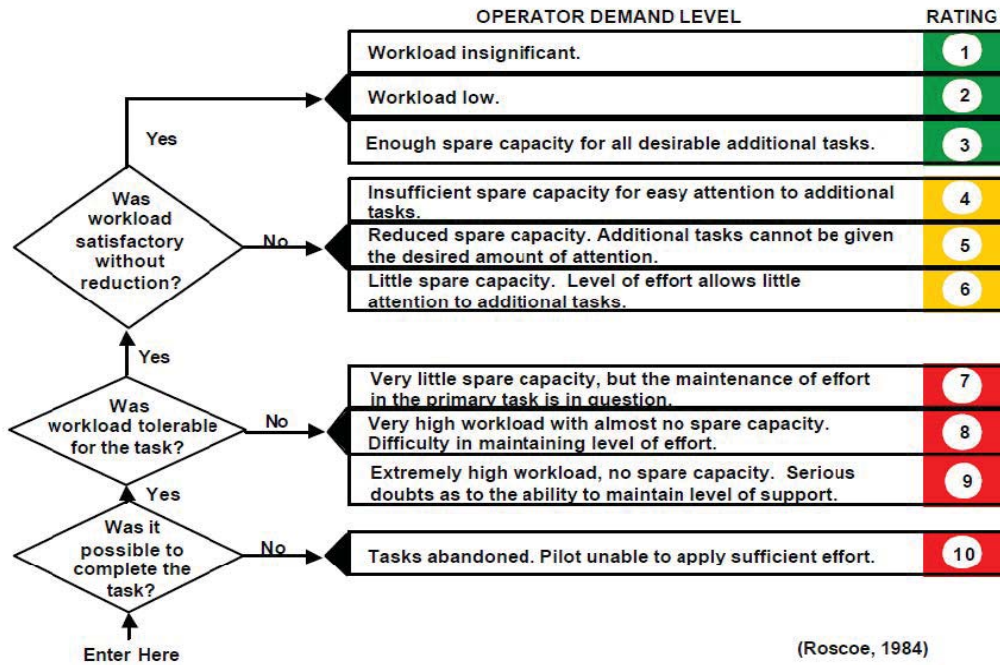 OPERATOR DEMAND LEVEL RATING
Workload insignificant. 1
Workload low. 2
Yes
Enough spare capacity for all desirable additional tasks. 3
Was
workload
satisfactory
without
reduction?
No
Insufficient spare capacity for easy attention to additional
tasks. 4
Reduced spare capacity. Additional tasks cannot be given
the desired amount of attention. 5
Little spare capacity. Level of effort allows little
attention to additional tasks. 6
Yes
Was
workload tolerable
for the task?
No
Very little spare capacity, but the maintenance of effort
in the primary task is in question. 7
Very high workload with almost no spare capacity.
Difficulty in maintaining level of effort. 8
Extremely high workload, no spare capacity. Serious
doubts as to the ability to maintain level of support. 9
Yes
Was it
possible to
complete the
task?
No
Tasks abandoned. Pilot unable to apply sufficient effort. 10
Enter Here
(Roscoe, 1984)